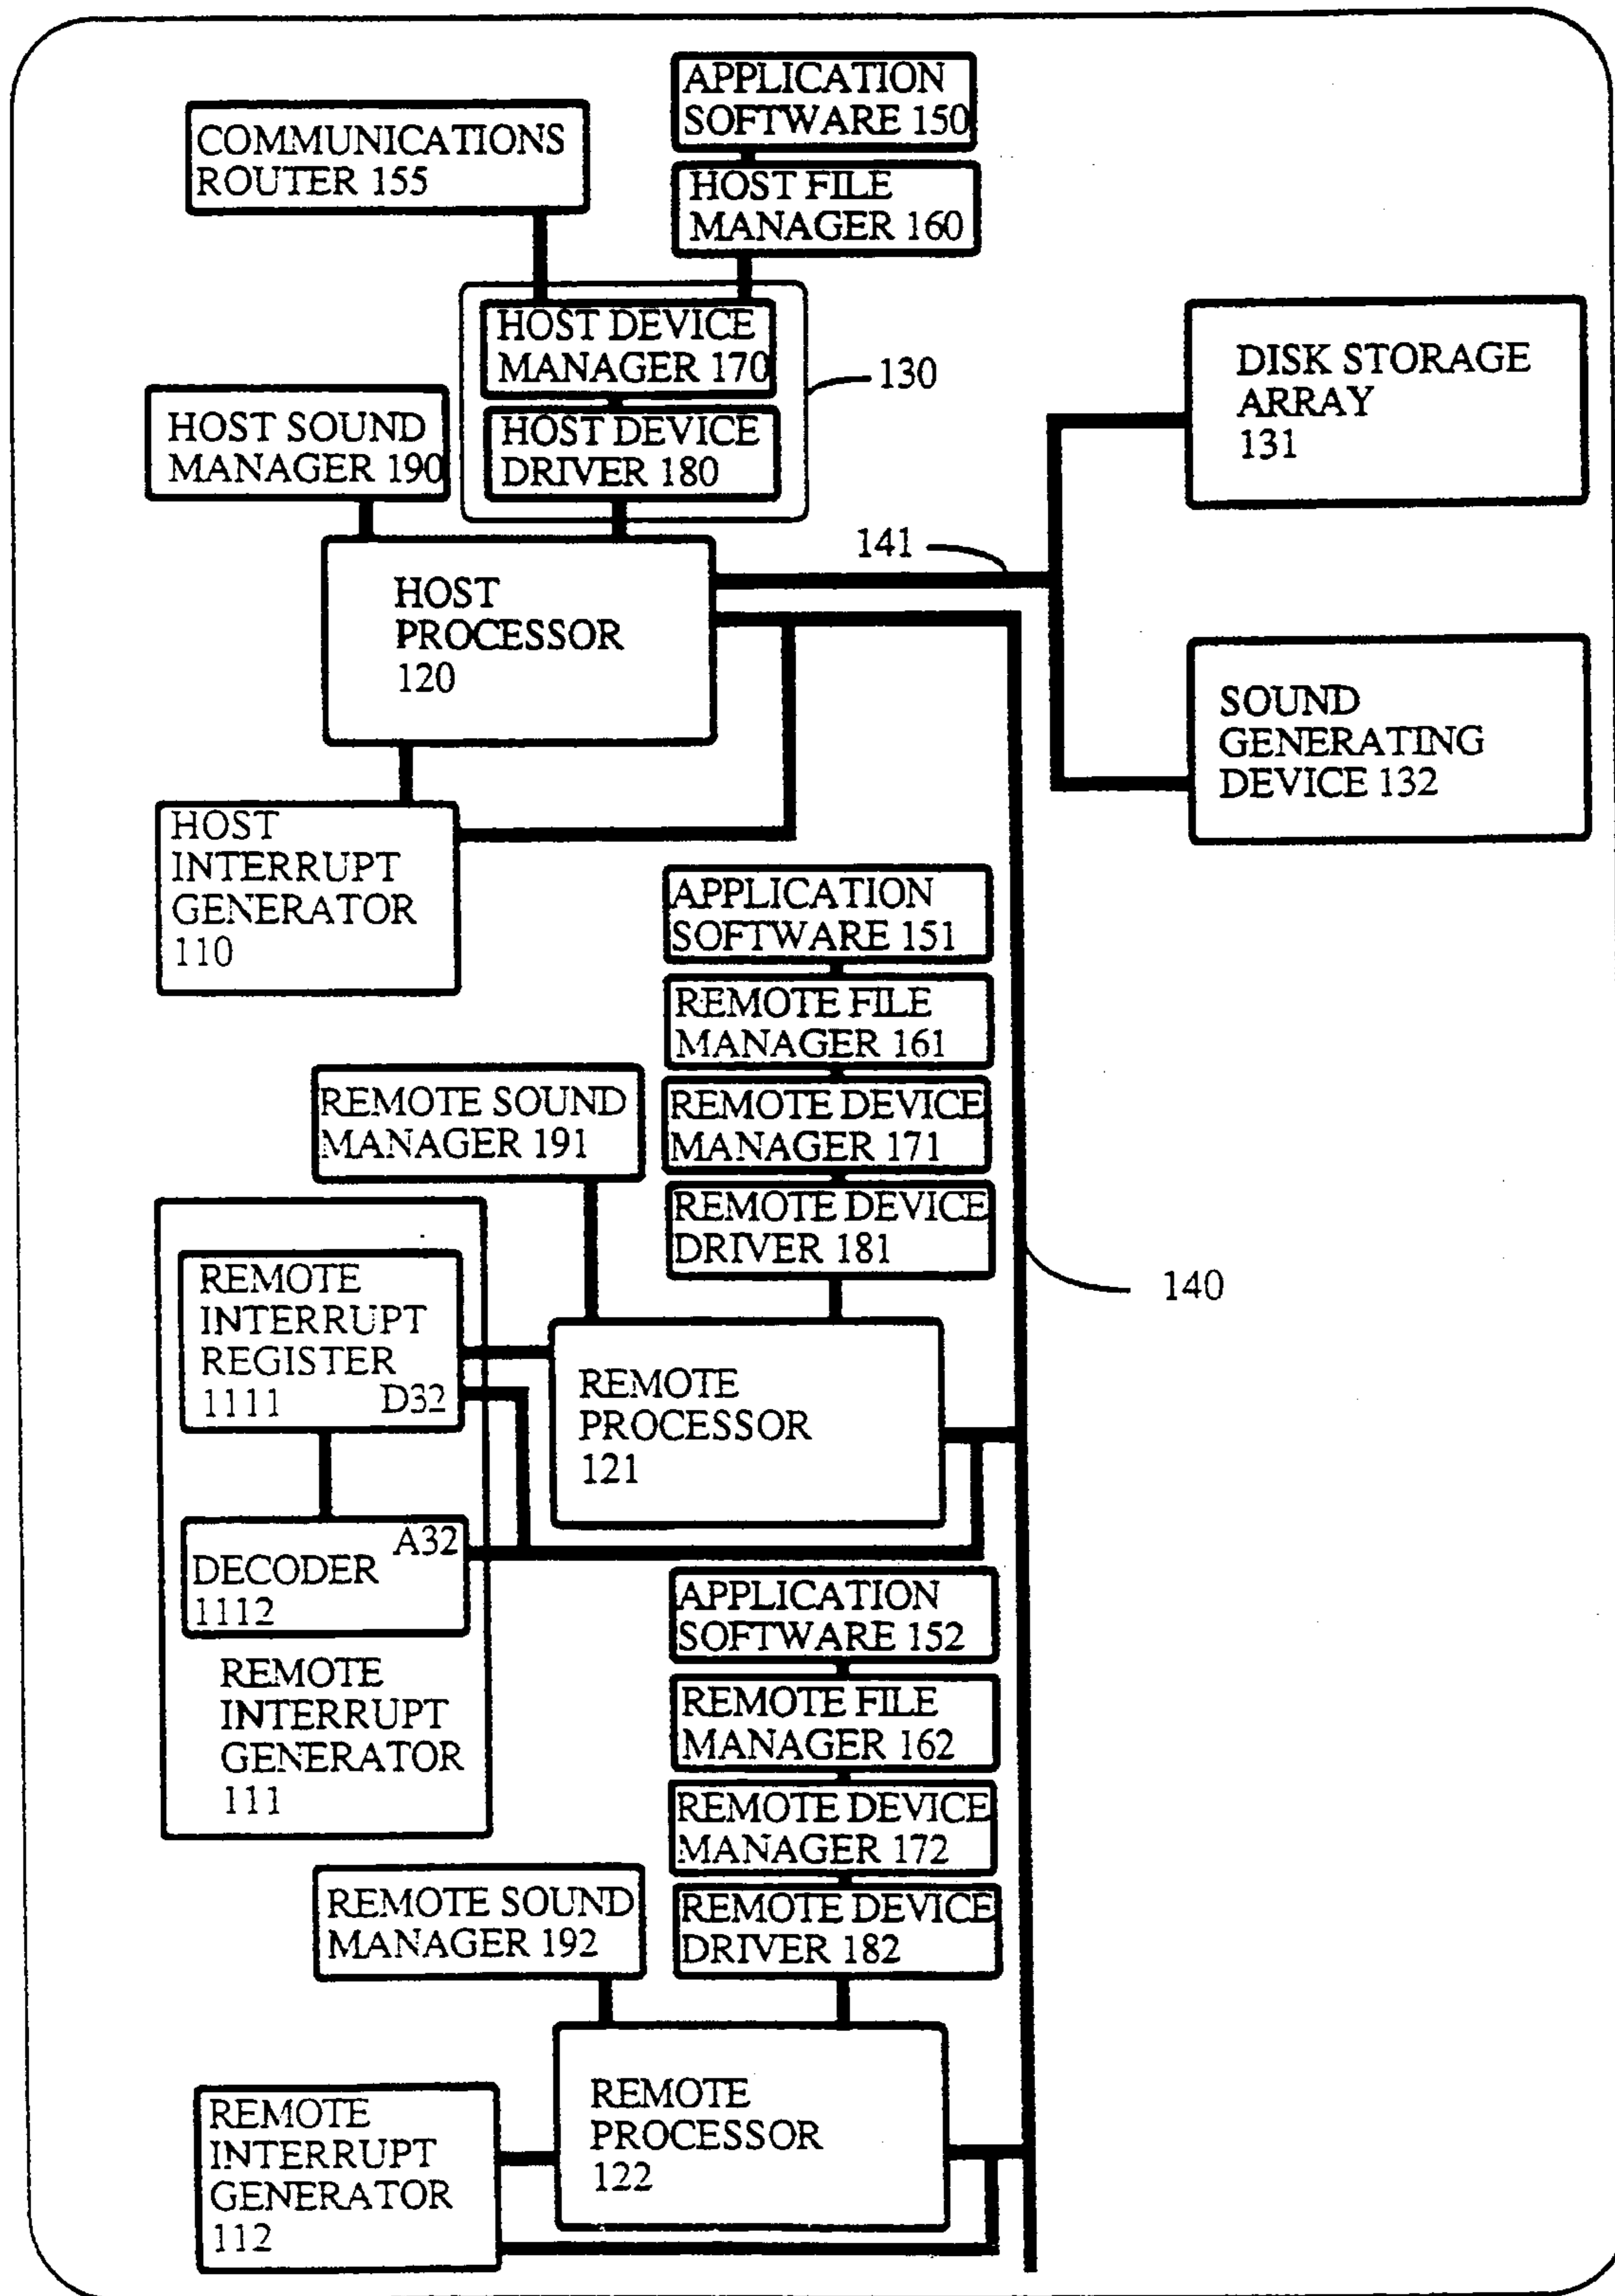 APPLICATION
SOFTWARE 150
COMMUNICATIONS
ROUTER 155
HOST FILE
MANAGER 160
HOST DEVICE
MANAGER 170
130
DISK STORAGE
ARRAY
131
HOST SOUND
MANAGER 190
HOST DEVICE
DRIVER 180
141
HOST
PROCESSOR
120
SOUND
GENERATING
DEVICE 132
HOST
INTERRUPT
GENERATOR
110
APPLICATION
SOFTWARE 151
REMOTE FILE
MANAGER 161
REMOTE SOUND
MANAGER 191
REMOTE DEVICE
MANAGER 171
REMOTE DEVICE
DRIVER 181
140
REMOTE
INTERRUPT
REGISTER
1111 D32
REMOTE
PROCESSOR
121
A32
DECODER
1112
REMOTE
INTERRUPT
GENERATOR
111
APPLICATION
SOFTWARE 152
REMOTE FILE
MANAGER 162
REMOTE DEVICE
MANAGER 172
REMOTE SOUND
MANAGER 192
REMOTE DEVICE
DRIVER 182
REMOTE
PROCESSOR
122
REMOTE
INTERRUPT
GENERATOR
112